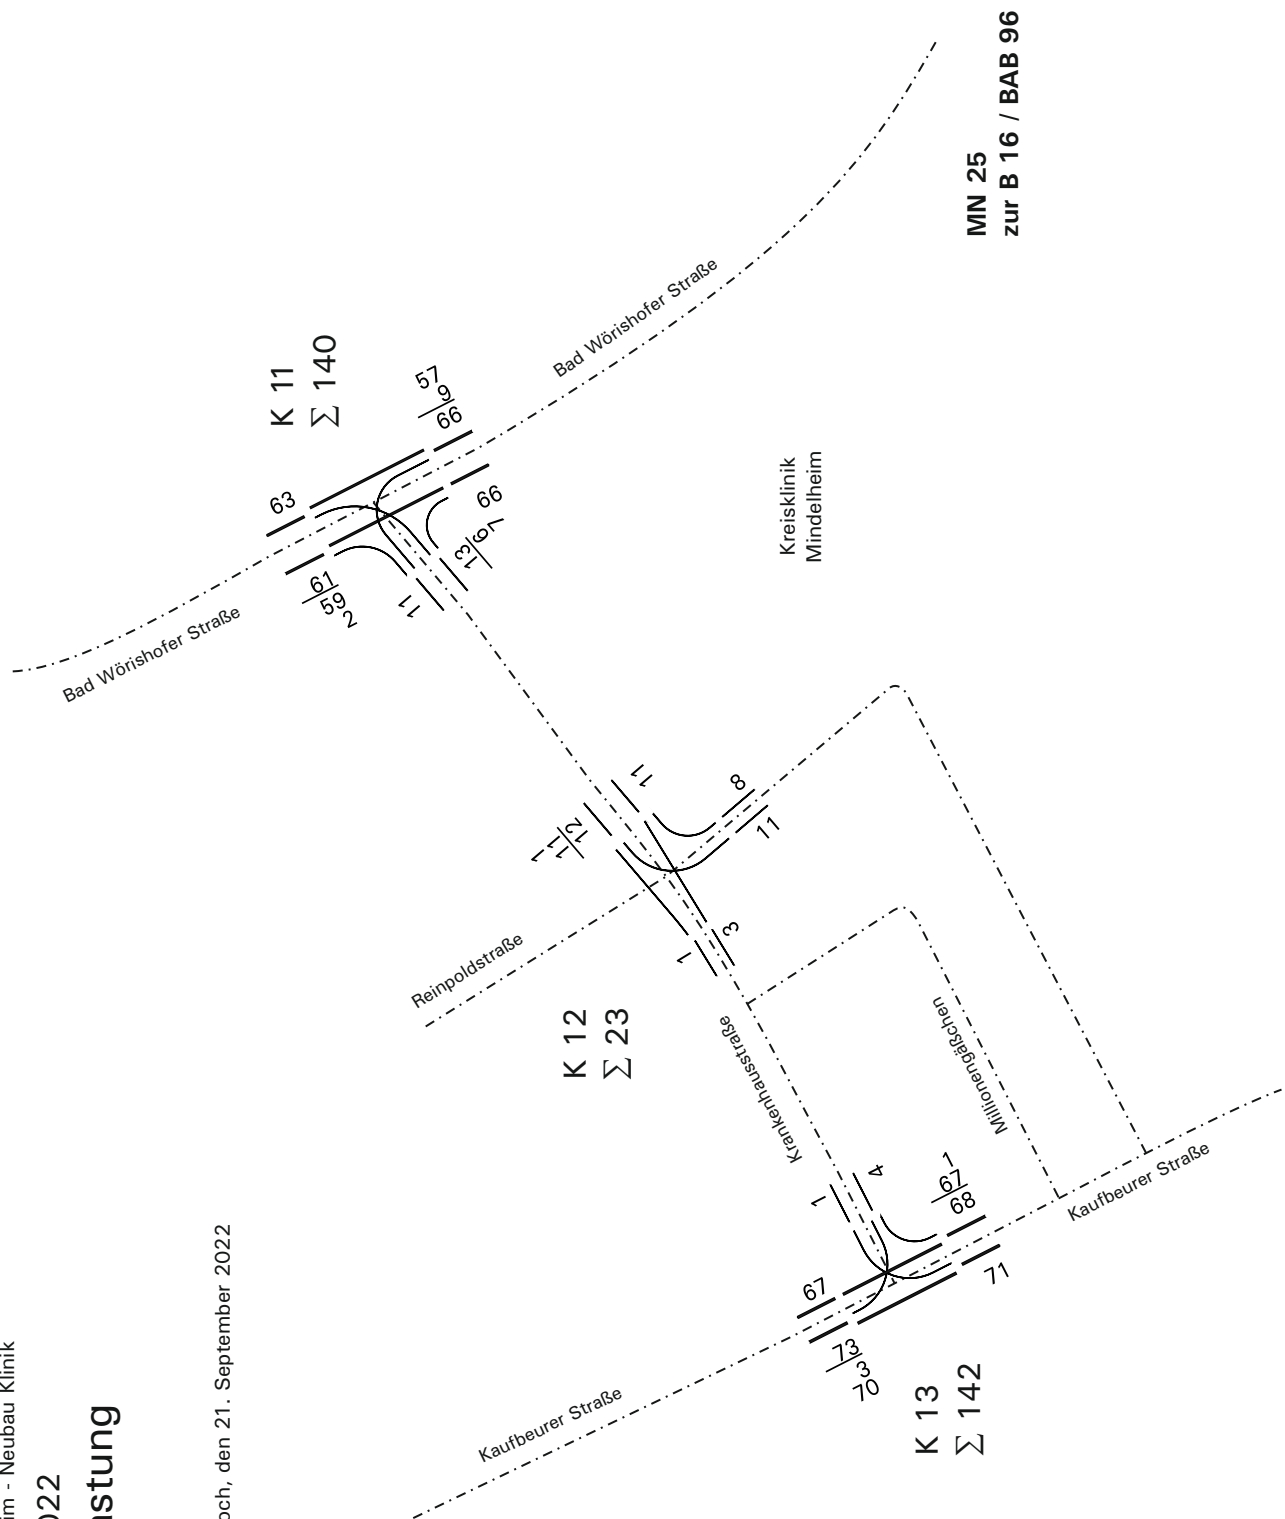 im - Neubau Klinik
022
astung
och, den 21. September 2022
MN 25
zur B 16 / BAB 96
Bad Wörishofer Straße
K 11
∑ 140
57
9
66
63
66
13
6
7
61
59
2
11
Bad Wörishofer Straße
Kreisklinik
Mindelheim
11
8
11
12
11
1
1
3
Reinpoldstraße
K 12
∑ 23
Krankenhausstraße
Millionengäßchen
1
4
1
67
68
67
71
73
3
70
Kaufbeurer Straße
Kaufbeurer Straße
K 13
∑ 142